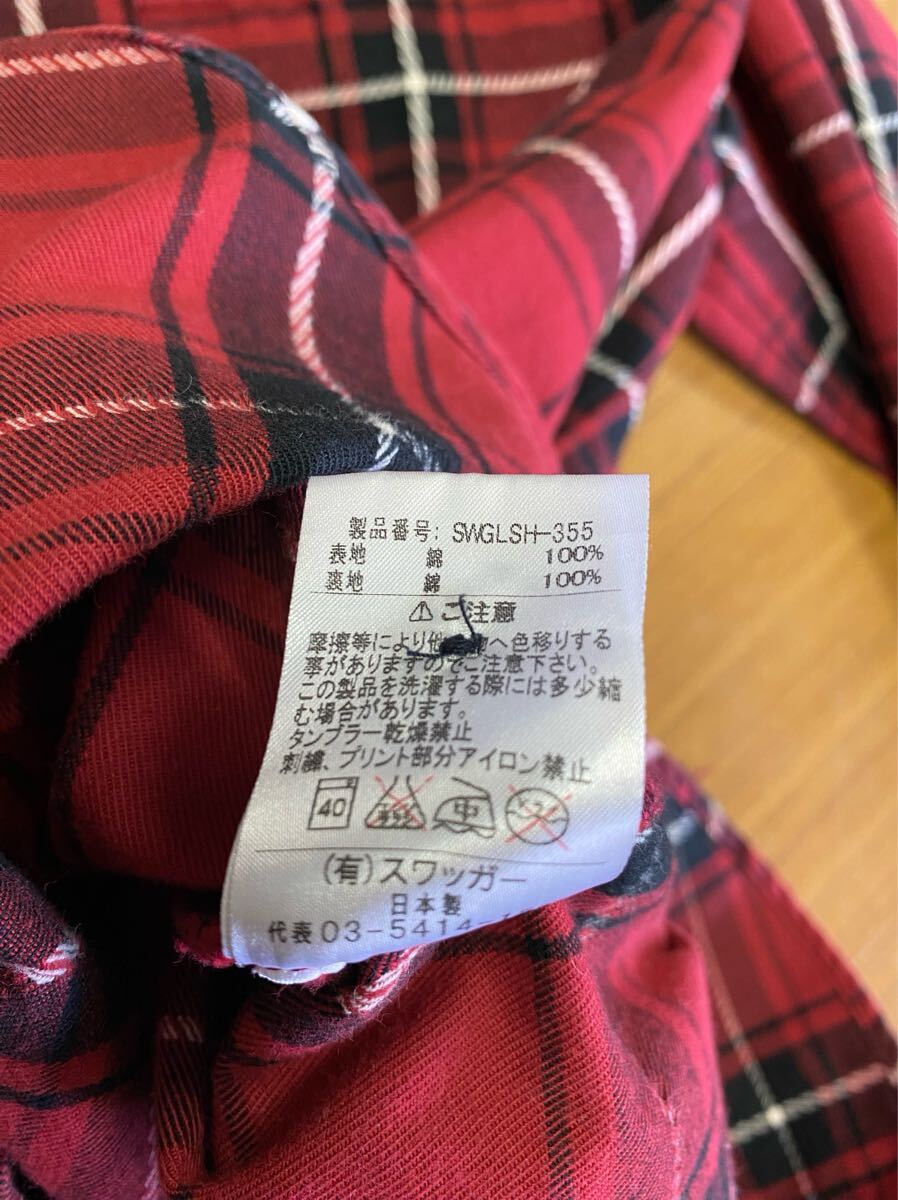 製品番号: SWGLSH-355
表地 綿 100%
裏地 綿 100%
ご注意
摩擦等により他 物へ色移りする
事がありますのでご注意下さい。
この製品を洗濯する際には多少縮
む場合があります。
タンブラー乾燥禁止
刺繍、プリント部分アイロン禁止
40 中
(有)スワッガー
日本製
代表 03-5414-